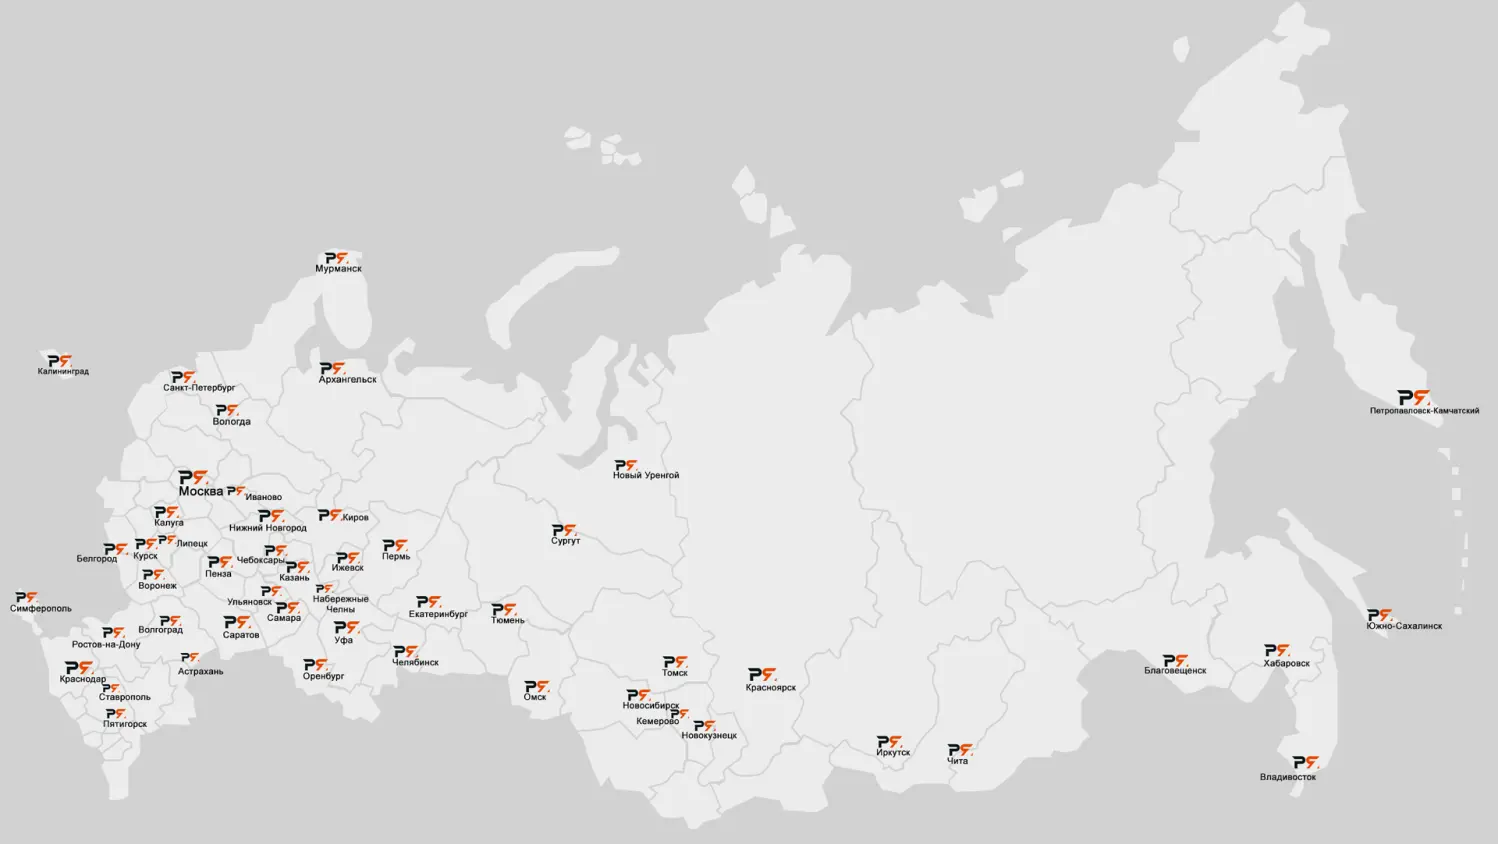 Мурманск
Калининград
Санкт-Петербург
Архангельск
Вологда
Петропавловск-Камчатский
Новый Уренгой
Москва
Иваново
Калуга
Нижний Новгород
Киров
Сургут
Белгород
Курск
Липецк
Чебоксары
Пермь
Пенза
Казань
Ижевск
Воронеж
Ульяновск
Набережные
Челны
Симферополь
Самара
Екатеринбург
Тюмень
Волгоград
Саратов
Уфа
Южно-Сахалинск
Ростов-на-Дону
Челябинск
Астрахань
Оренбург
Краснодар
Томск
Благовещенск
Хабаровск
Ставрополь
Омск
Красноярск
Новосибирск
Пятигорск
Кемерово
Новокузнецк
Иркутск
Чита
Владивосток